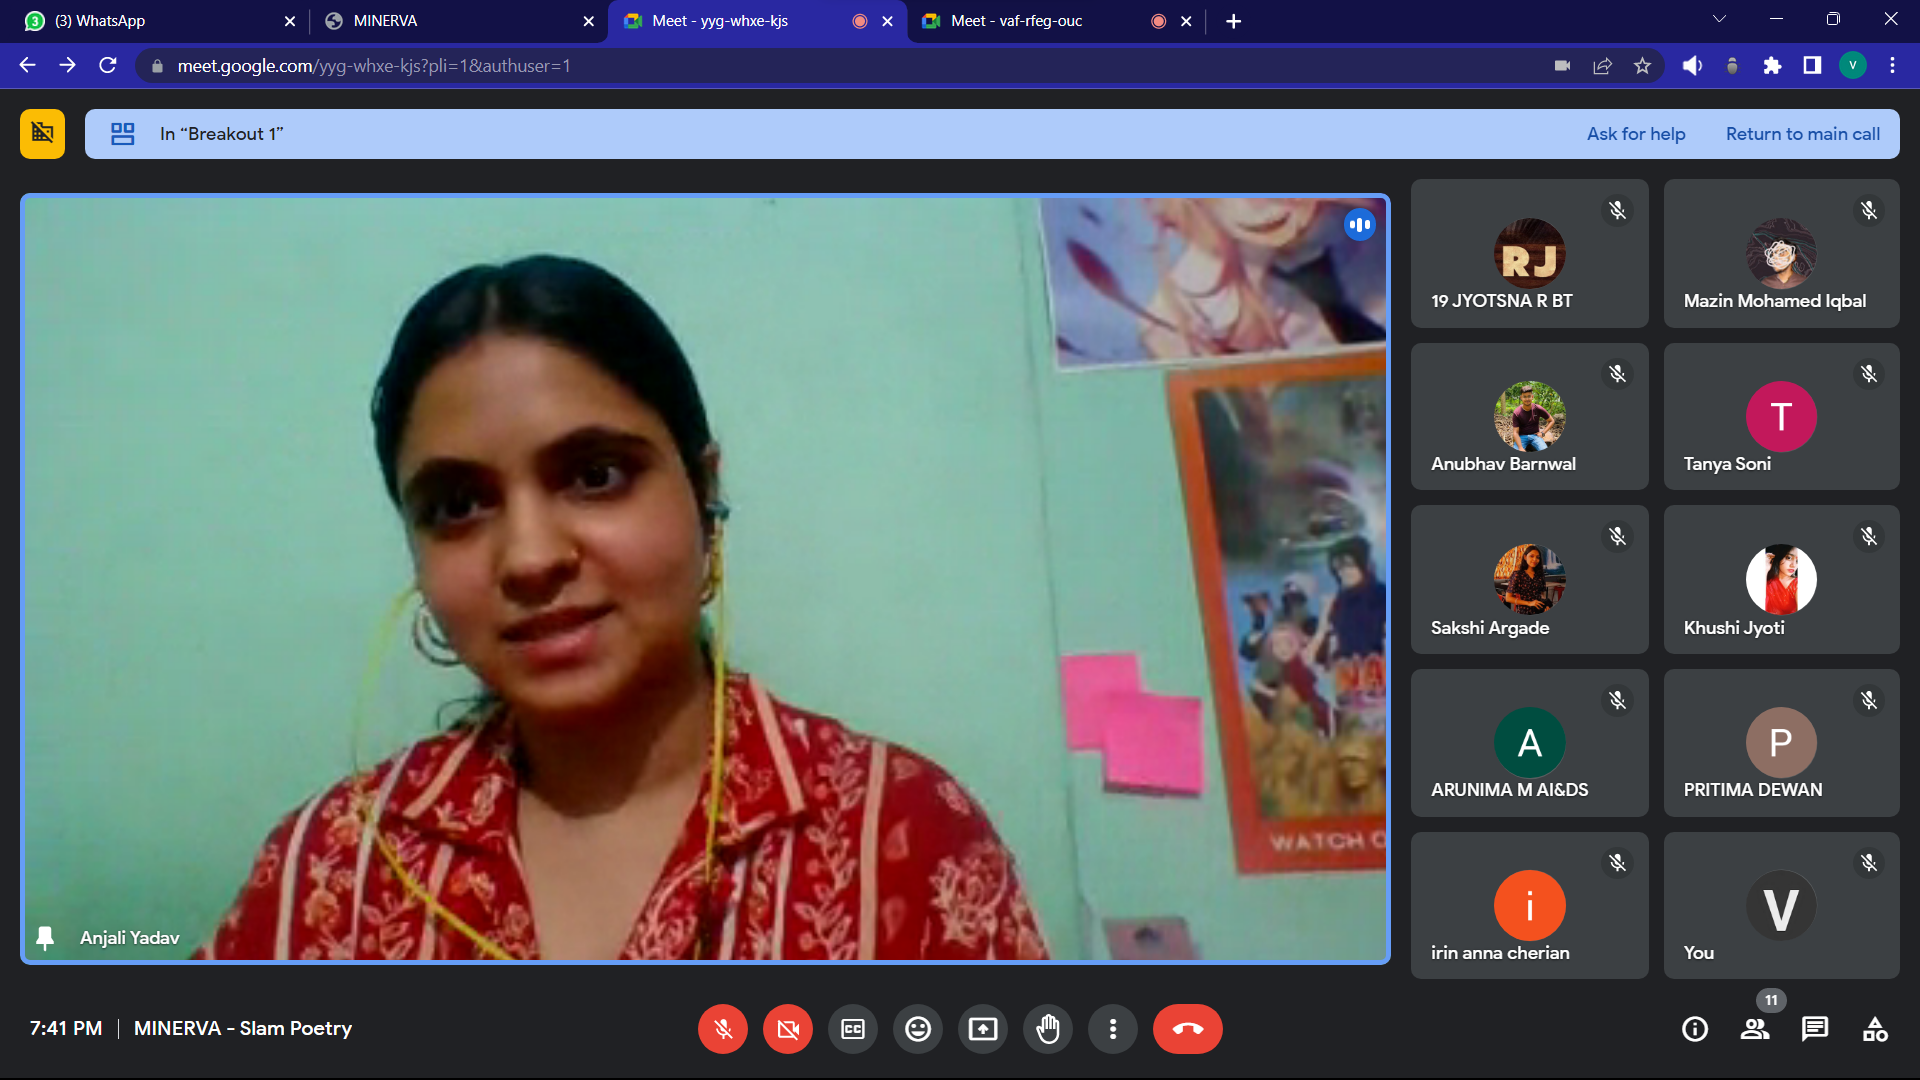 (3) WhatsApp
MINERVA
Meet - yyg-whxe-kjs
Meet - vaf-rfeg-ouc
meet.google.com/yyg-whxe-kjs?pli=1&authuser=1
V
In “Breakout 1”
Ask for help
Return to main call
RJ
19 JYOTSNA R BT
Mazin Mohamed Iqbal
Anubhav Barnwal
T
Tanya Soni
Sakshi Argade
Khushi Jyoti
A
ARUNIMA M AI&DS
P
PRITIMA DEWAN
i
irin anna cherian
V
You
NA
WATCH
Anjali Yadav
7:41 PM
MINERVA - Slam Poetry
CC
11